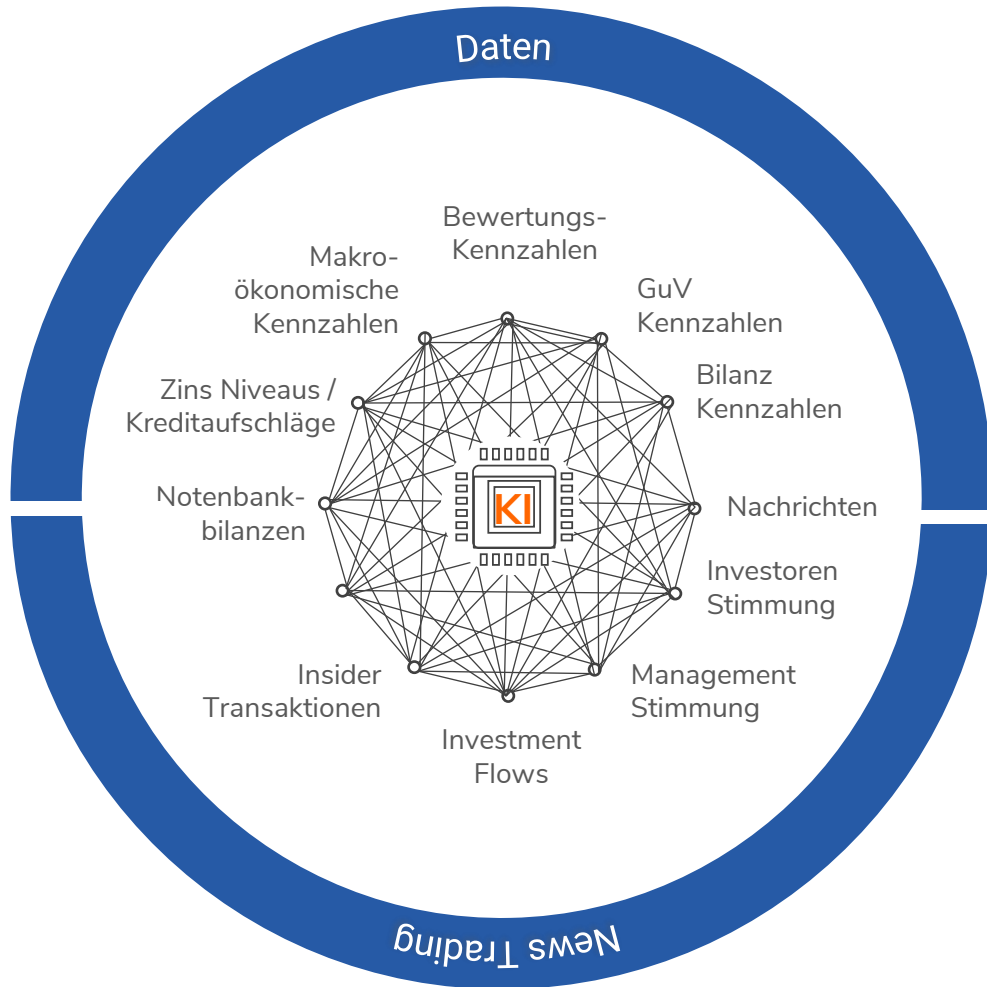 Daten
Bewertungs-
Kennzahlen
Makro-
ökonomische
Kennzahlen
GuV
Kennzahlen
Zins Niveaus /
Kreditaufschläge
Bilanz
Kennzahlen
Notenbank-
bilanzen
KI
Nachrichten
Investoren
Stimmung
Insider
Transaktionen
Management
Stimmung
Investment
Flows
News Trading